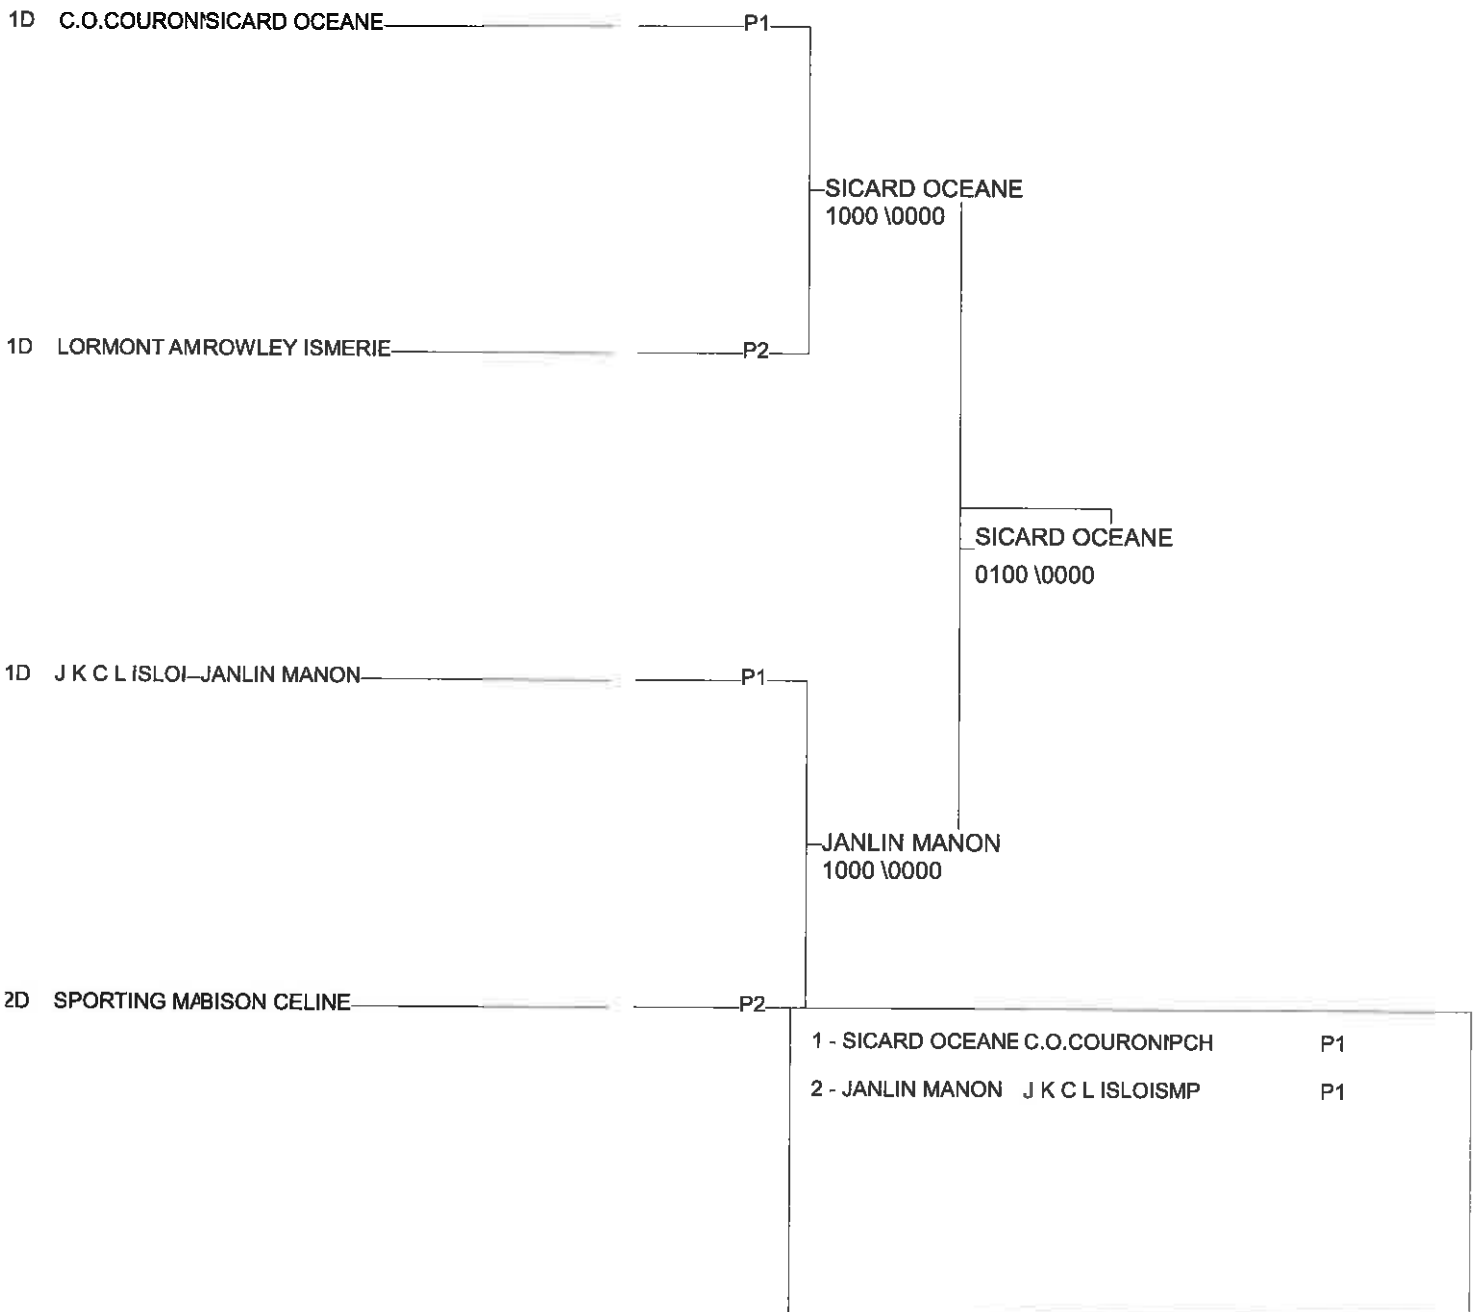 1D C.O.COURONISICARD OCEANE P1
SICARD OCEANE
1000 \0000
1D LORMONT AMROWLEY ISMERIE P2
SICARD OCEANE
0100 \0000
1D J K C L ISLOI JANLIN MANON P1
JANLIN MANON
1000 \0000
2D SPORTING MABISON CELINE P2
1 - SICARD OCEANE C.O.COURONIPCH P1
2 - JANLIN MANON J K C L ISLOISMP P1